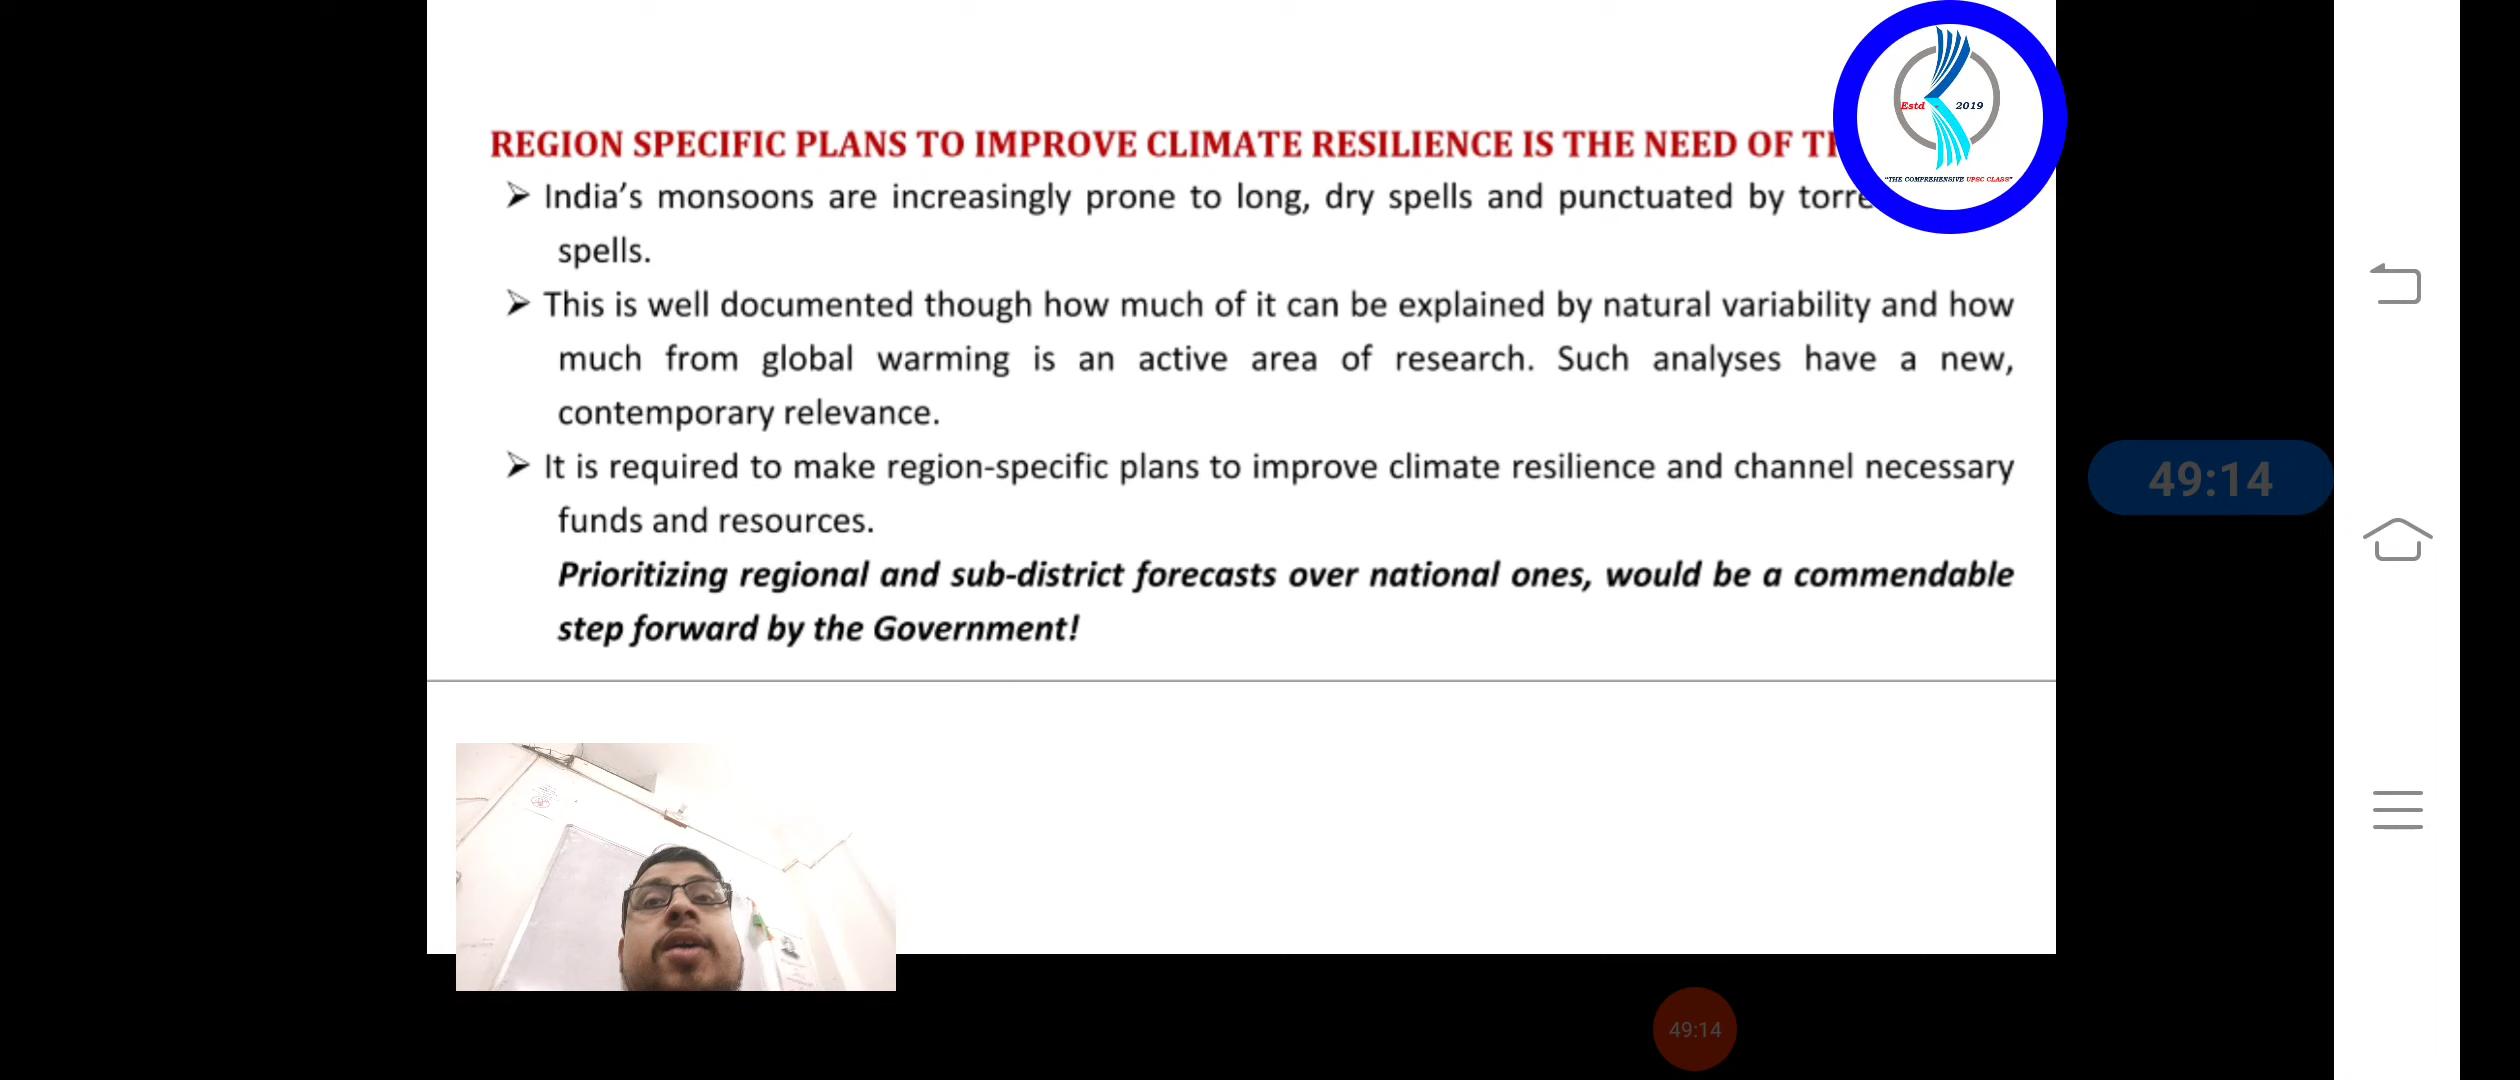 REGION SPECIFIC PLANS TO IMPROVE CLIMATE RESILIENCE IS THE NEED OF
➤ India's monsoons are increasingly prone to long, dry spells and punctuated by
spells.
➤ This is well documented though how much of it can be explained by natural variability and how
much from global warming is an active area of research. Such analyses have a new,
contemporary relevance.
➤ It is required to make region-specific plans to improve climate resilience and channel necessary
funds and resources.
Prioritizing regional and sub-district forecasts over national ones, would be a commendable
step forward by the Government!
Estd - 2019
"THE COMPREHENSIVE UPSC CLASS"
49:14
49:14